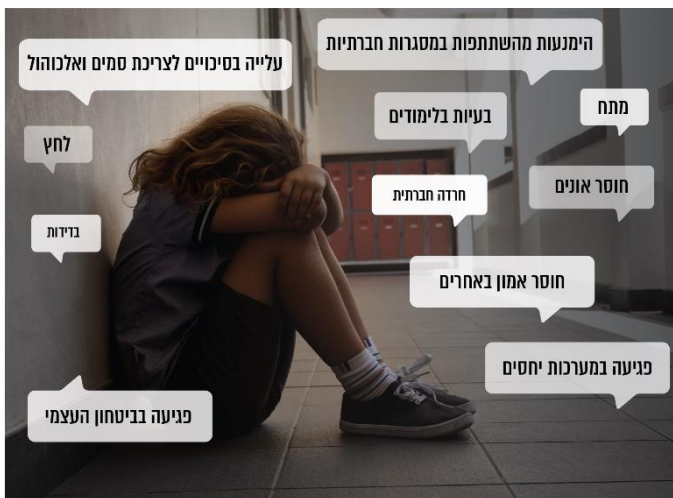 הימנעות מהשתתפות במסגרות חברתיות
עלייה בסיכויים לצריכת סמים ואלכוהול
מתח
בעיות בלימודים
לחץ
חוסר אונים
חרדה חברתית
בדידות
חוסר אמון באחרים
פגיעה במערכות יחסים
פגיעה בביטחון העצמי